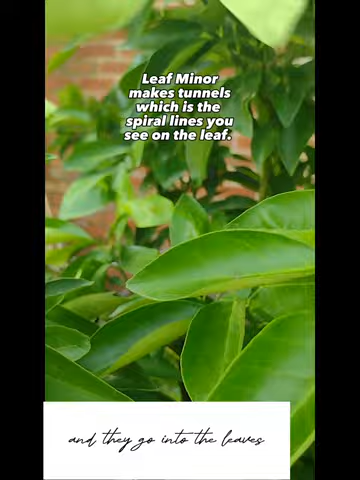 Leaf Minor
makes tunnels
which is the
spiral lines you
see on the leaf.
and they go into the leaves